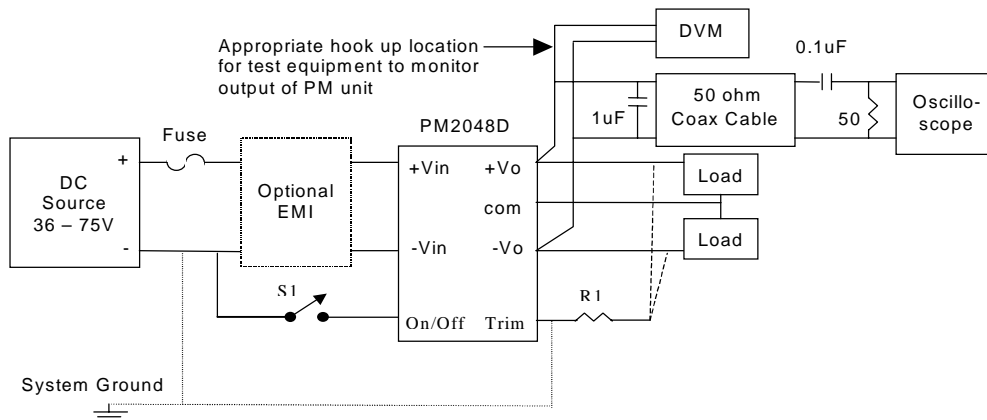 Appropriate hook up location
for test equipment to monitor
output of PM unit
DVM
0.1uF
1uF
50 ohm
Coax Cable
50
Oscillo-
scope
Fuse
PM2048D
+
DC
Source
36 – 75V
-
Optional
EMI
+Vin
+Vo
com
-Vin
-Vo
On/Off
Trim
Load
Load
S1
R1
System Ground